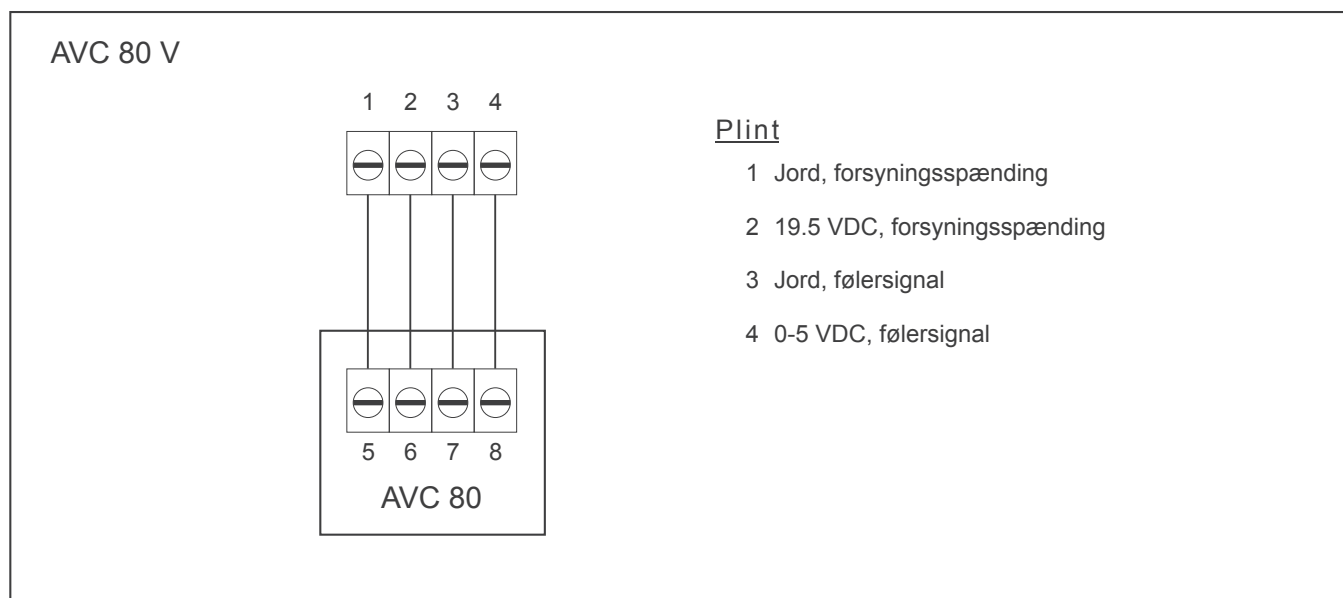 AVC 80 V
1 2 3 4
Plint
1 Jord, forsyningsspænding
2 19.5 VDC, forsyningsspænding
3 Jord, følersignal
4 0-5 VDC, følersignal
5 6 7 8
AVC 80